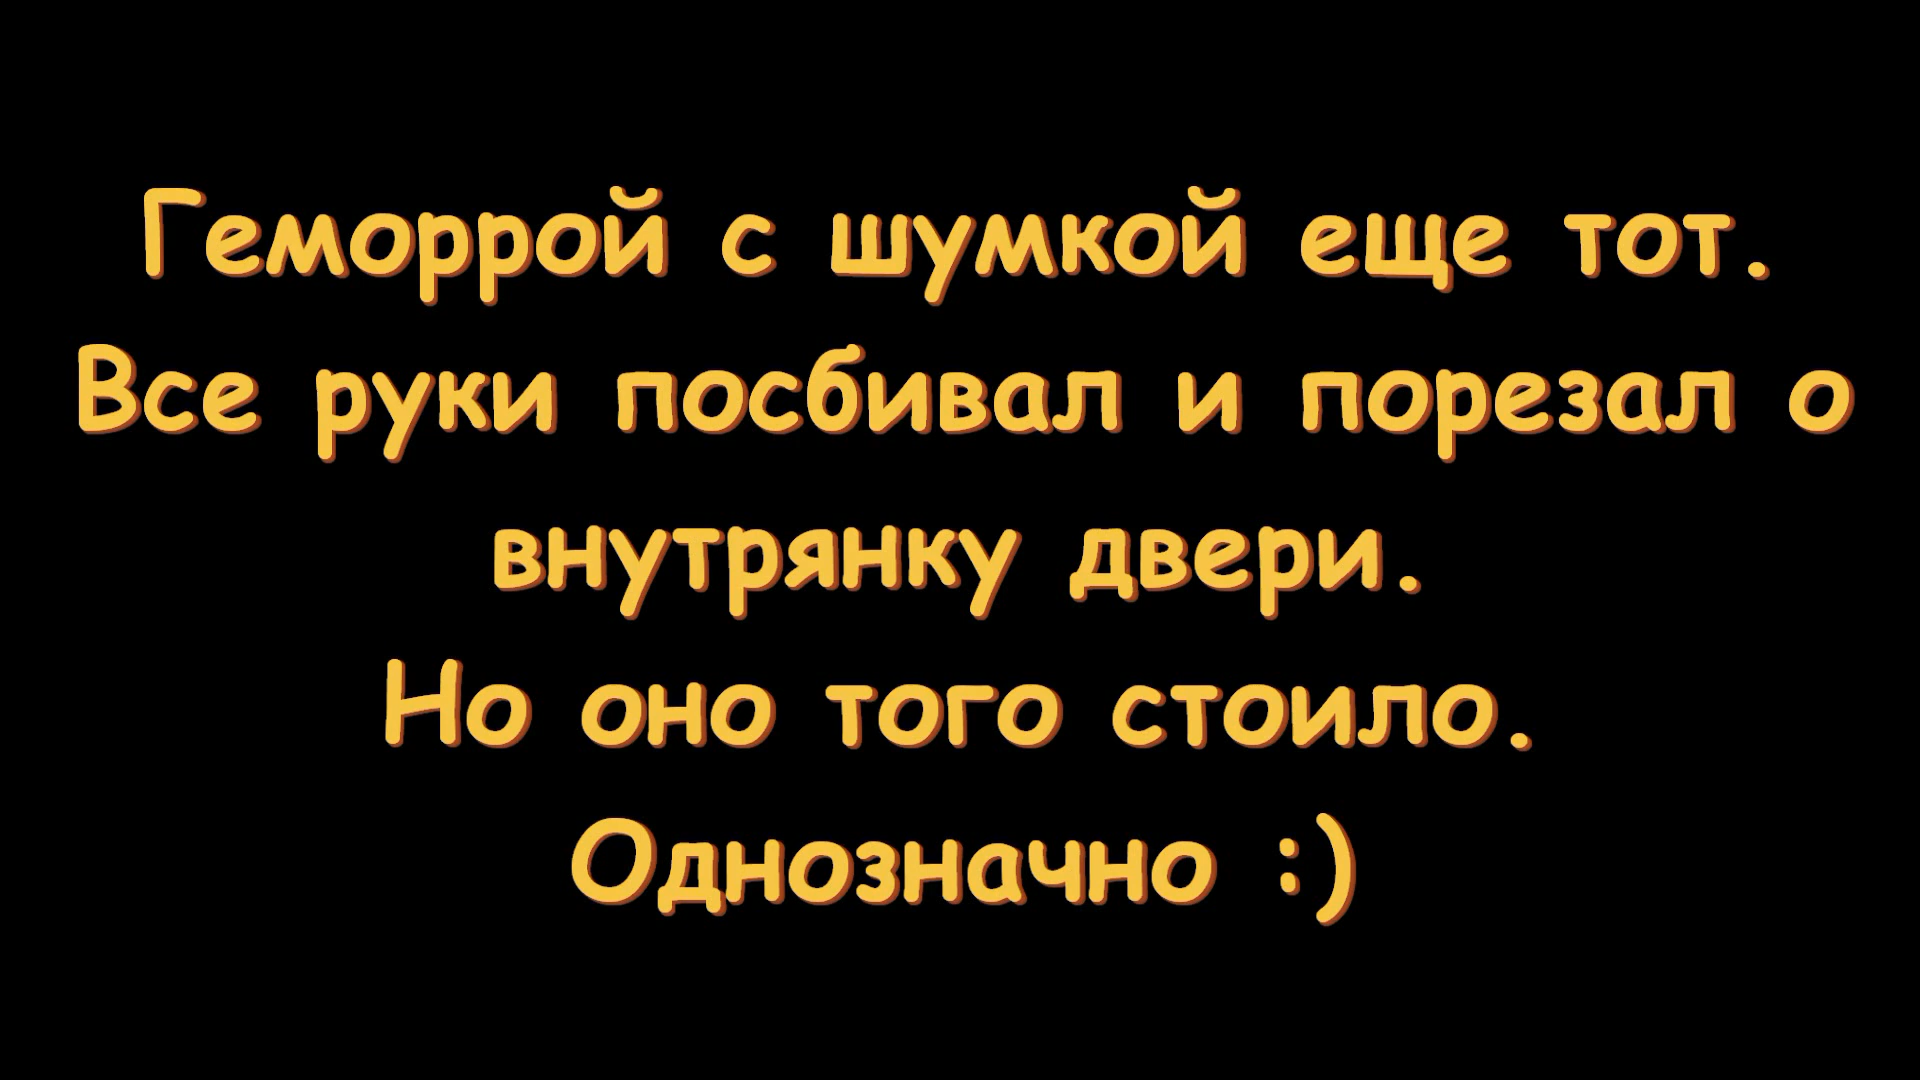 Геморрой с шумкой еще тот.
Все руки посбивал и порезал о
внутрянку двери.
Но оно того стоило.
Однозначно :)